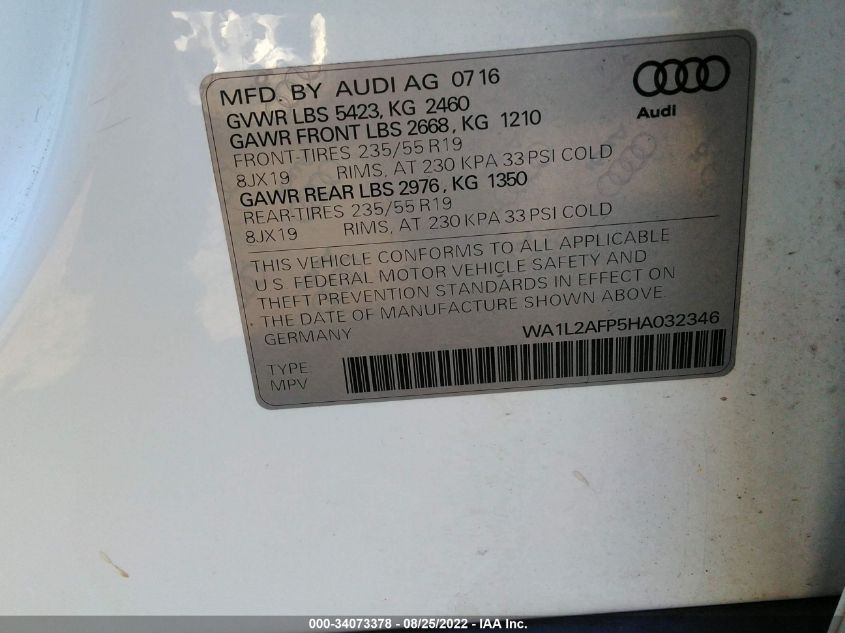 MFD. BY AUDI AG 07 16
GVWR LBS 5423, KG 2460
GAWR FRONT LBS 2668, KG 1210
FRONT-TIRES 235/55 R19
8JX19 RIMS, AT 230 KPA 33 PSI COLD
GAWR REAR LBS 2976, KG 1350
REAR-TIRES 235/55 R19
8JX19 RIMS, AT 230 KPA 33 PSI COLD
Audi
THIS VEHICLE CONFORMS TO ALL APPLICABLE
U S FEDERAL MOTOR VEHICLE SAFETY AND
THEFT PREVENTION STANDARDS IN EFFECT ON
THE DATE OF MANUFACTURE SHOWN ABOVE.
GERMANY WA1L2AFP5HA032346
TYPE
MPV
000-34073378 - 08/25/2022 - IAA Inc.